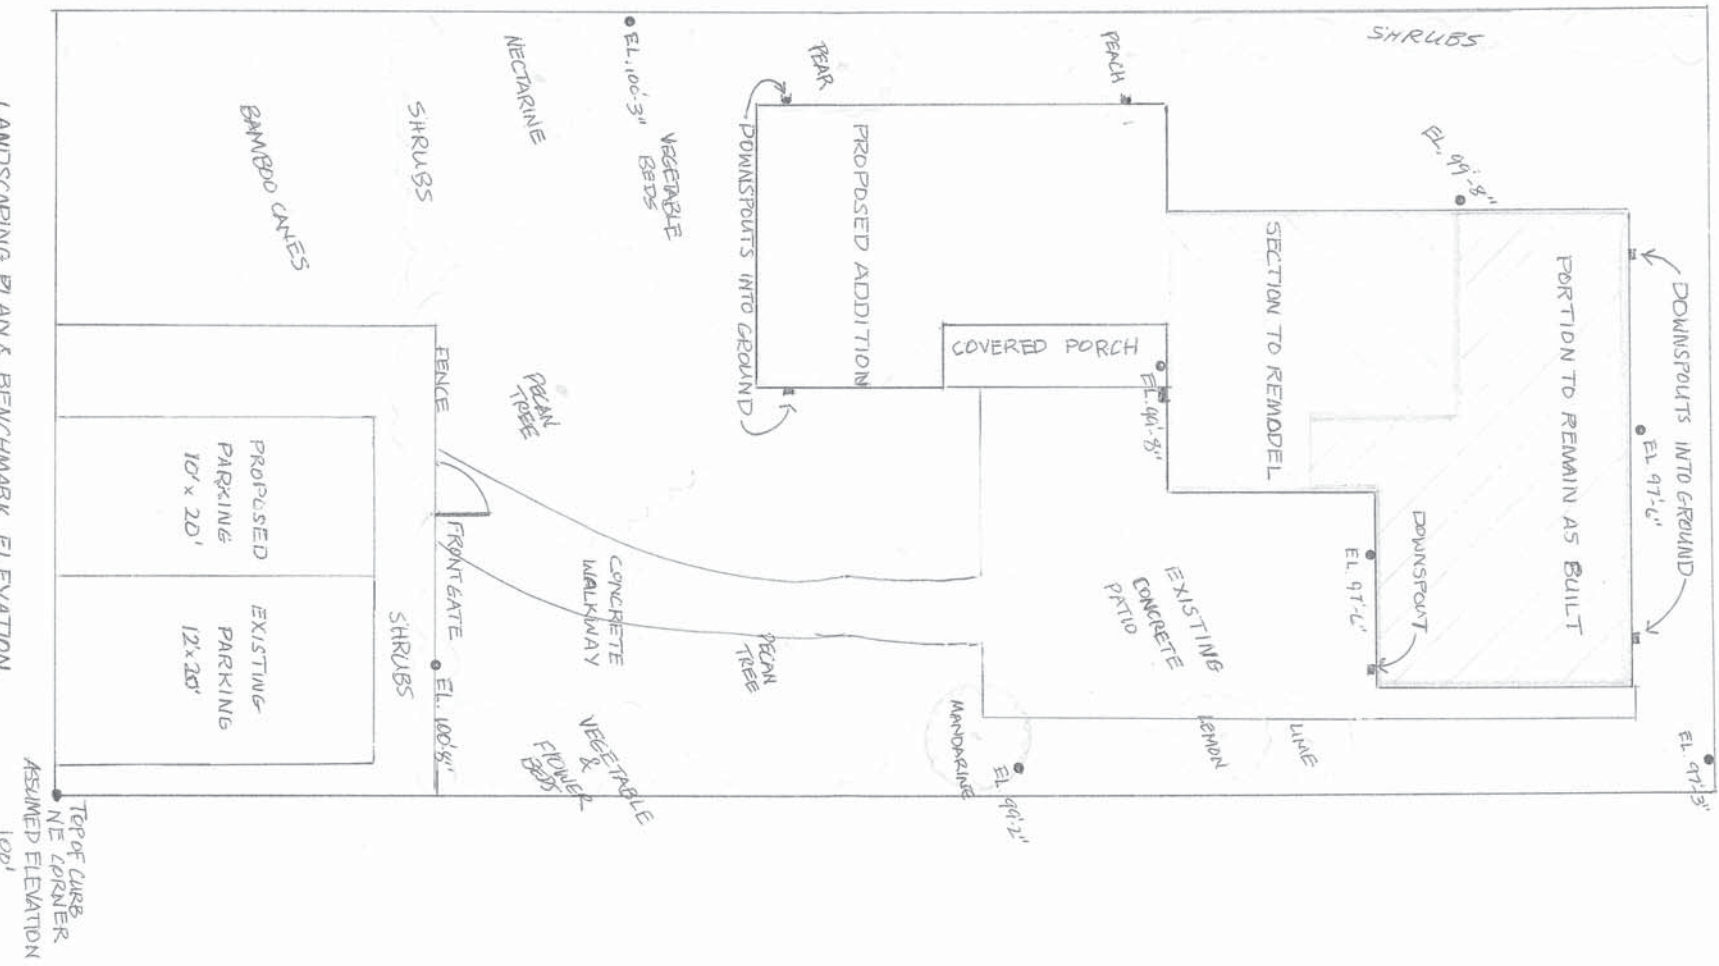 SHRUBS
PEACH
PEAR
EL. 100'-3"
NECTARINE
VEGETABLE
BEDS
SHRUBS
BAMBOO CANES
DOWNSPOUTS INTO GROUND
PROPOSED ADDITION
COVERED PORCH
EL. 99'-8"
EL. 99'-8"
SECTION TO REMODEL
PORTION TO REMAIN AS BUILT
DOWNSPOUTS INTO GROUND
EL. 97'-6"
DOWNSPOUT
EL. 97'-6"
EXISTING
CONCRETE
PATIO
PECAN
TREE
FENCE
FRONT GATE
CONCRETE
WALKWAY
PECAN
TREE
PROPOSED
PARKING
10' x 20'
EXISTING
PARKING
12' x 20'
SHRUBS
EL. 100'-8"
VEGETABLE
&
FLOWER
BEDS
MANDARINE
EL. 99'-2"
LEMON
LIME
EL. 97'-3"
TOP OF CURB
NE CORNER
ASSUMED ELEVATION
100'
LANDSCAPING PLAN & BENCHMARK ELEVATION